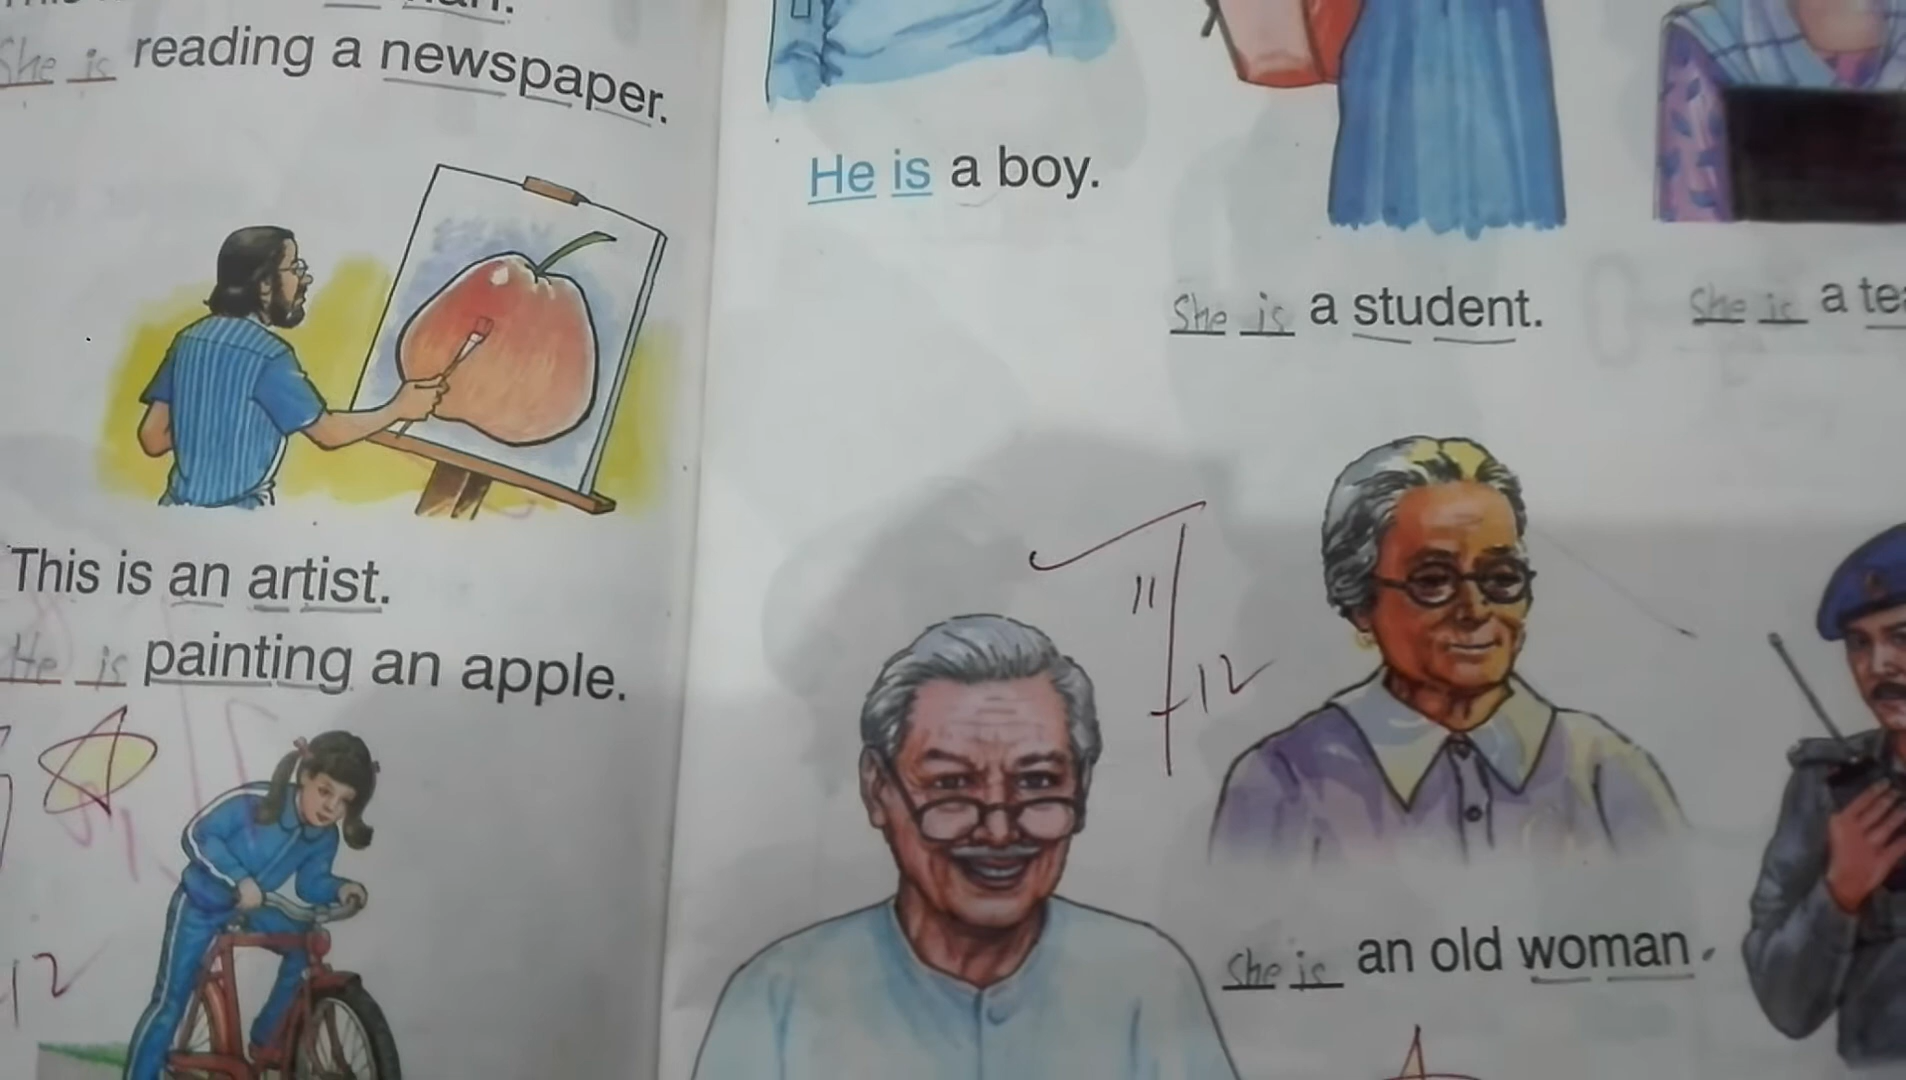 She is reading a newspaper.
This is an artist.
He is painting an apple.
12
He is a boy.
She is a student.
She is a
11
12
She is an old woman.